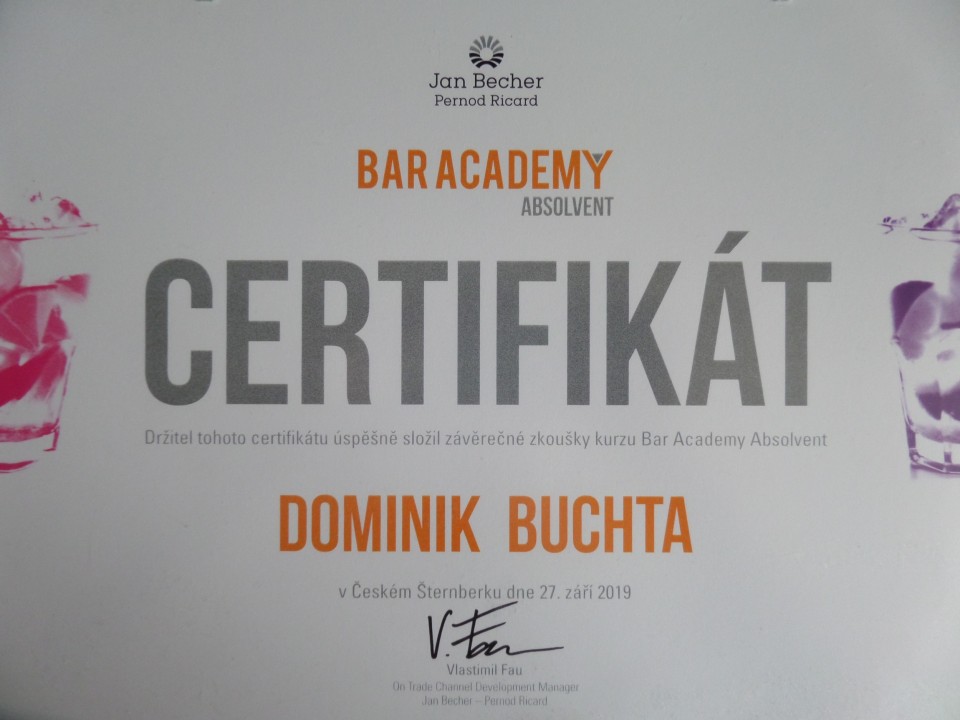 Jan Becher
Pernod Ricard
BAR ACADEMY
ABSOLVENT
CERTIFIKÁT
Držitel tohoto certifikátu úspěšně složil závěrečné zkoušky kurzu Bar Academy Absolvent
DOMINIK BUCHTA
v Českém Šternberku dne 27. září 2019
V. Fau
Vlastimil Fau
On Trade Channel Development Manager
Jan Becher – Pernod Ricard